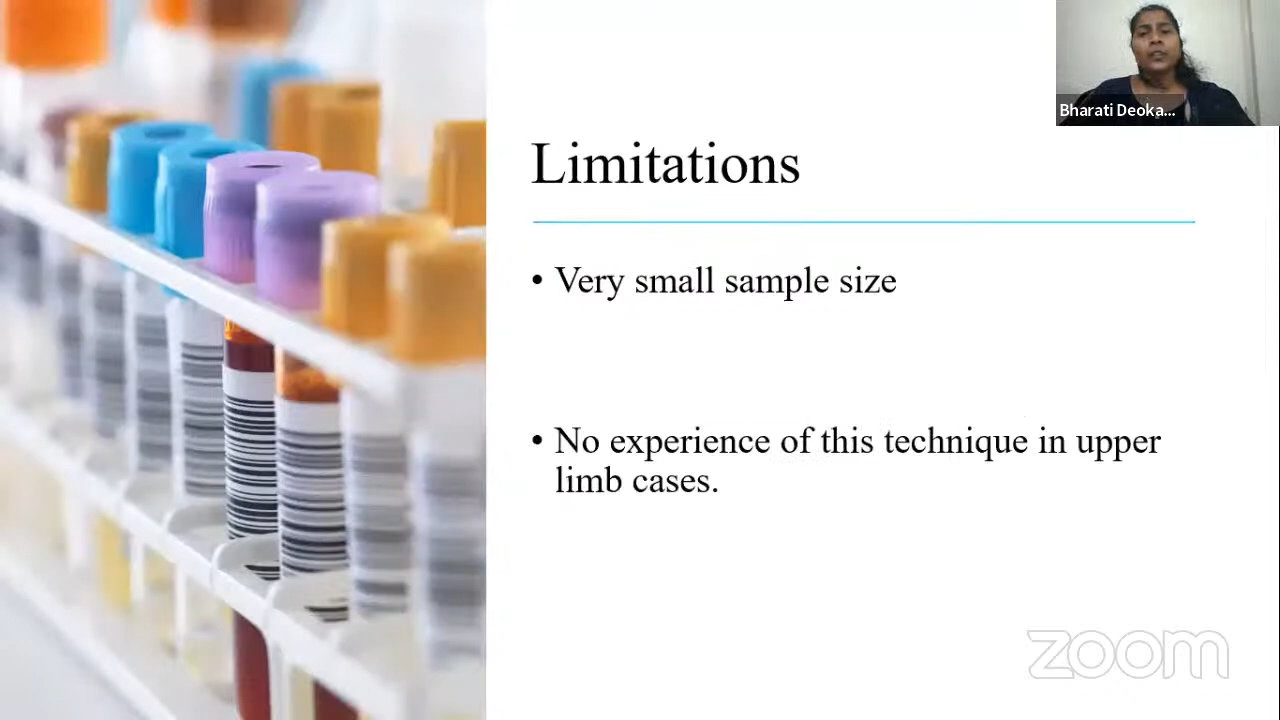 Bharati Deoka...
Limitations
• Very small sample size
• No experience of this technique in upper
limb cases.
zoom